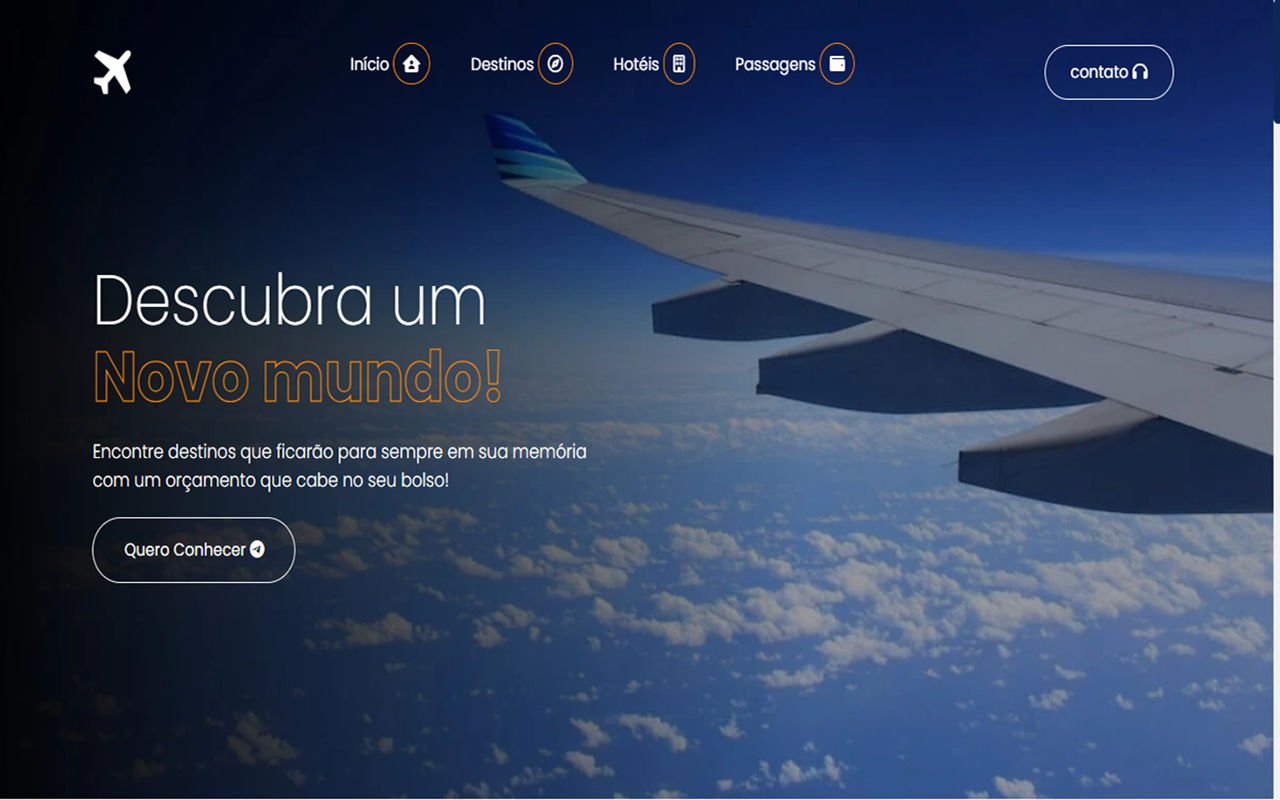 Início
Destinos
Hotéis
Passagens
contato
Descubra um
Novo mundo!
Encontre destinos que ficarão para sempre em sua memória
com um orçamento que cabe no seu bolso!
Quero Conhecer